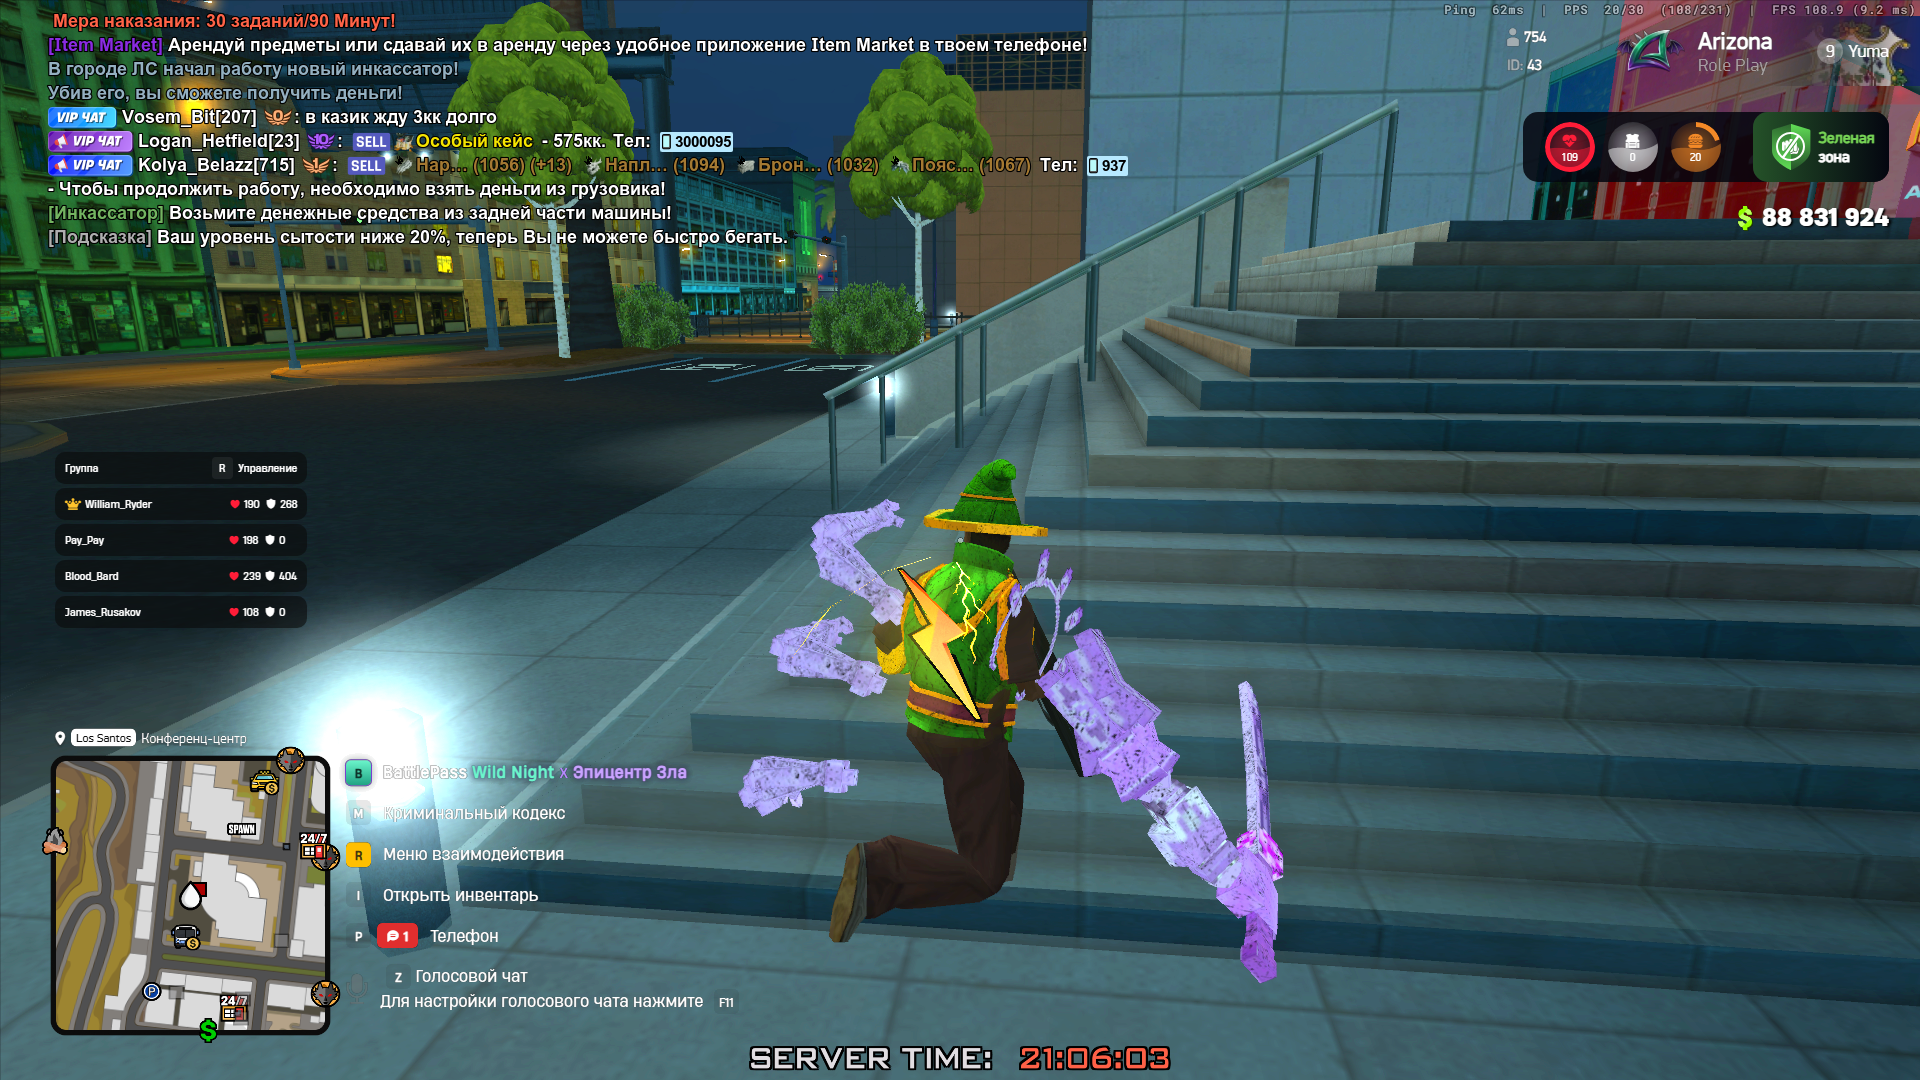 Мера наказания: 30 заданий/90 Минут!
[Item Market] Арендуй предметы или сдавай их в аренду через удобное приложение Item Market в твоем телефоне!
В городе ЛС начал работу новый инкассатор!
Убив его, вы сможете получить деньги!
VIP ЧАТ Vosem_Bit[207] 0: в казик жду 3кк долго
VIP ЧАТ Logan_Hetfield[23] 10: SELL Особый кейс - 575кк. Тел: 3000095
VIP ЧАТ Kolya_Belazz[715] 1: SELL Нар... (1056) (+13) Напл... (1094) Брон... (1032) Пояс... (1067) Тел: 937
- Чтобы продолжить работу, необходимо взять деньги из грузовика!
[Инкассатор] Возьмите денежные средства из задней части машины!
[Подсказка] Ваш уровень сытости ниже 20%, теперь Вы не можете быстро бегать.
Ping 62ms | PPS 20/30 (108/231) | FPS 108.9 (9.2 ms)
754
ID: 43
Arizona
Role Play
9 Yuma
109
0
20
Зеленая
зона
$ 88 831 924
Группа R Управление
William_Ryder 190 268
Pay_Pay 198 0
Blood_Bard 239 404
James_Rusakov 108 0
Los Santos Конференц-центр
SPAWN
24/7
P
24/7
$
B BattlePass Wild Night x Эпицентр Зла
M Криминальный кодекс
R Меню взаимодействия
I Открыть инвентарь
P 1 Телефон
Z Голосовой чат
Для настройки голосового чата нажмите F11
SERVER TIME: 21:06:03